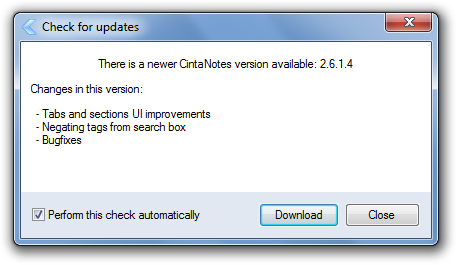 Check for updates
There is a newer CintaNotes version available: 2.6.1.4
Changes in this version:
- Tabs and sections UI improvements
- Negating tags from search box
- Bugfixes
Perfom this check automatically
Download
Close